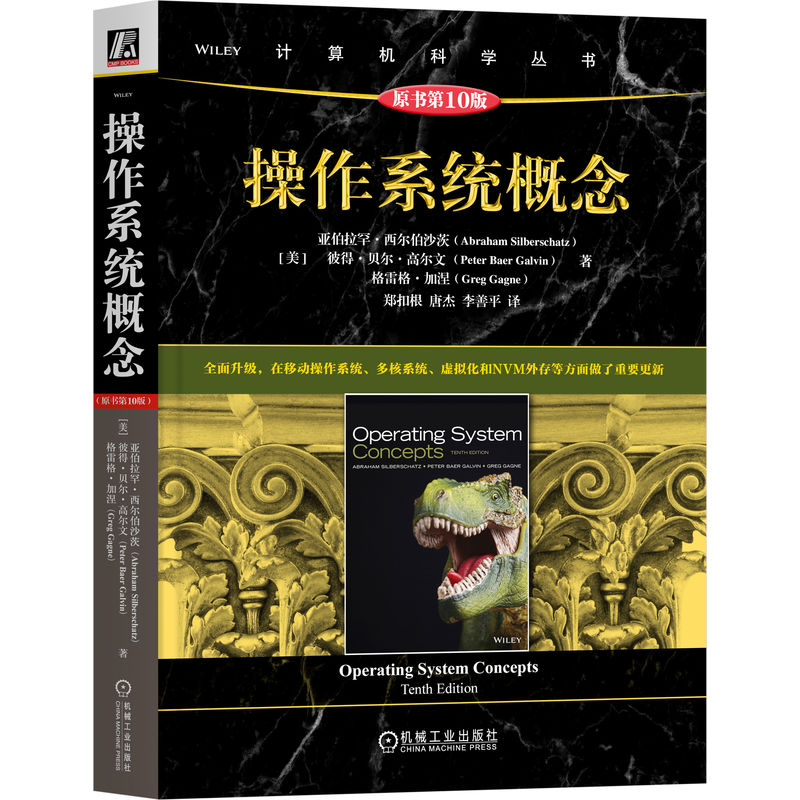 CMP BOOKS
WILEY
操作系统概念
（原书第10版）
[美]
亚伯拉罕·西尔伯沙茨（Abraham Silberschatz）
彼得·贝尔·高尔文（Peter Baer Galvin）
格雷格·加涅（Greg Gagne）
著
机械工业出版社
CHINA MACHINE PRESS
WILEY 计算机科学丛书
原书第10版
操作系统概念
亚伯拉罕·西尔伯沙茨（Abraham Silberschatz）
[美] 彼得·贝尔·高尔文（Peter Baer Galvin） 著
格雷格·加涅（Greg Gagne）
郑扣根 唐杰 李善平 译
全面升级，在移动操作系统、多核系统、虚拟化和NVM外存等方面做了重要更新
Operating System
Concepts TENTH EDITION
ABRAHAM SILBERSCHATZ • PETER BAER GALVIN • GREG GAGNE
WILEY
Operating System Concepts
Tenth Edition
机械工业出版社
CHINA MACHINE PRESS